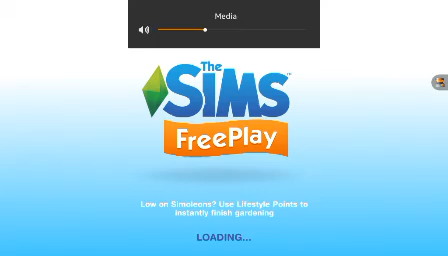 Media
The
SIMS
FreePlay
Low on Simoleons? Use Lifestyle Points to
instantly finish gardening
LOADING...